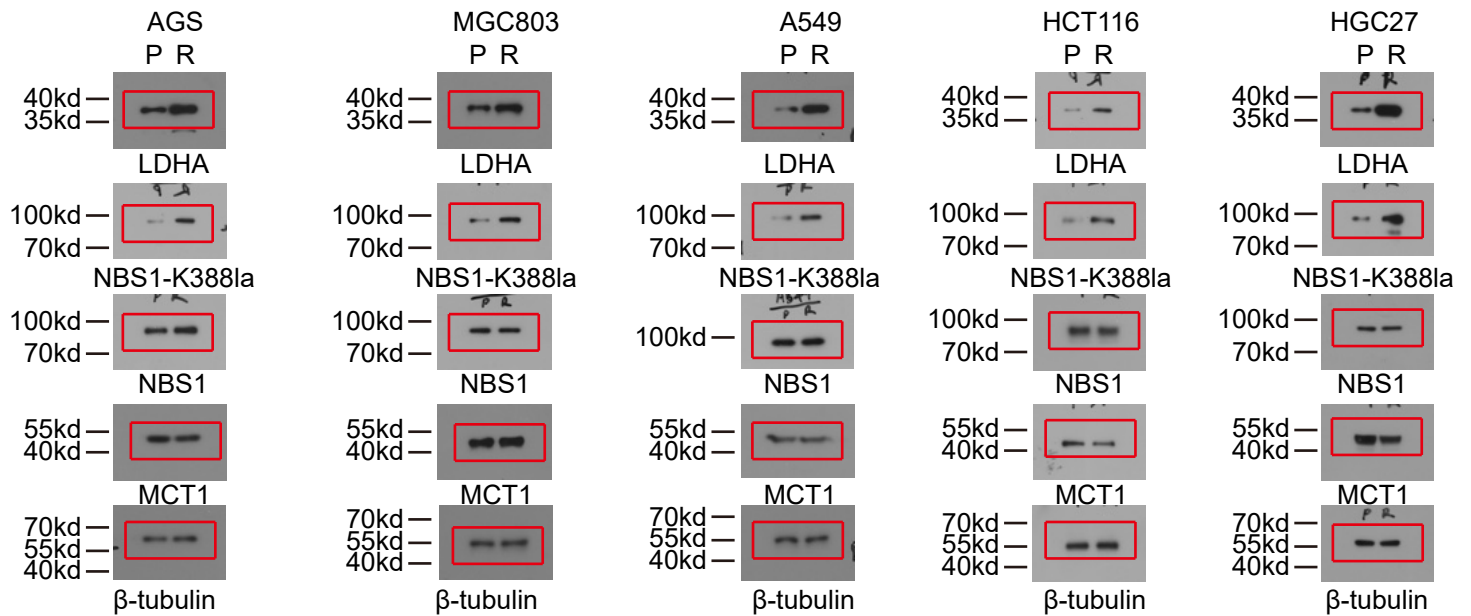 AGS MGC803 A549 HCT116 HGC27
P R P R P R P R P R
40kd 40kd 40kd 40kd 40kd
35kd 35kd 35kd 35kd 35kd
LDHA LDHA LDHA LDHA LDHA
100kd 100kd 100kd 100kd 100kd
70kd 70kd 70kd 70kd 70kd
NBS1-K388la NBS1-K388la NBS1-K388la NBS1-K388la NBS1-K388la
P R P R P R
100kd 100kd 100kd 100kd 100kd
70kd 70kd 70kd 70kd
NBS1 NBS1 NBS1 NBS1 NBS1
55kd 55kd 55kd 55kd 55kd
40kd 40kd 40kd 40kd 40kd
MCT1 MCT1 MCT1 MCT1 MCT1
P R
70kd 70kd 70kd 70kd 70kd
55kd 55kd 55kd 55kd 55kd
40kd 40kd 40kd 40kd 40kd
β-tubulin β-tubulin β-tubulin β-tubulin β-tubulin